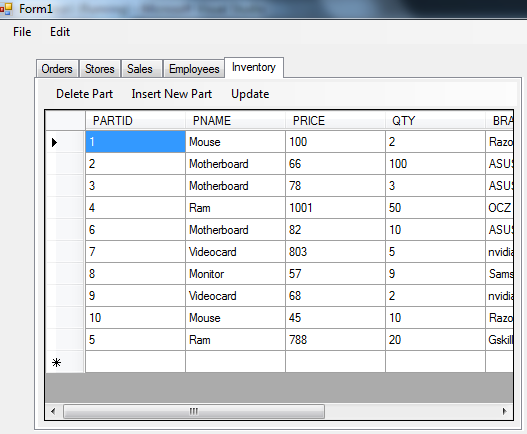 Form1
File Edit
Orders Stores Sales Employees Inventory
Delete Part Insert New Part Update
PARTID PNAME PRICE QTY BRA
1 Mouse 100 2 Razo
2 Motherboard 66 100 ASUS
3 Motherboard 78 3 ASUS
4 Ram 1001 50 OCZ
6 Motherboard 82 10 ASUS
7 Videocard 803 5 nvidia
8 Monitor 57 9 Sams
9 Videocard 68 2 nvidia
10 Mouse 45 10 Razo
5 Ram 788 20 Gskill